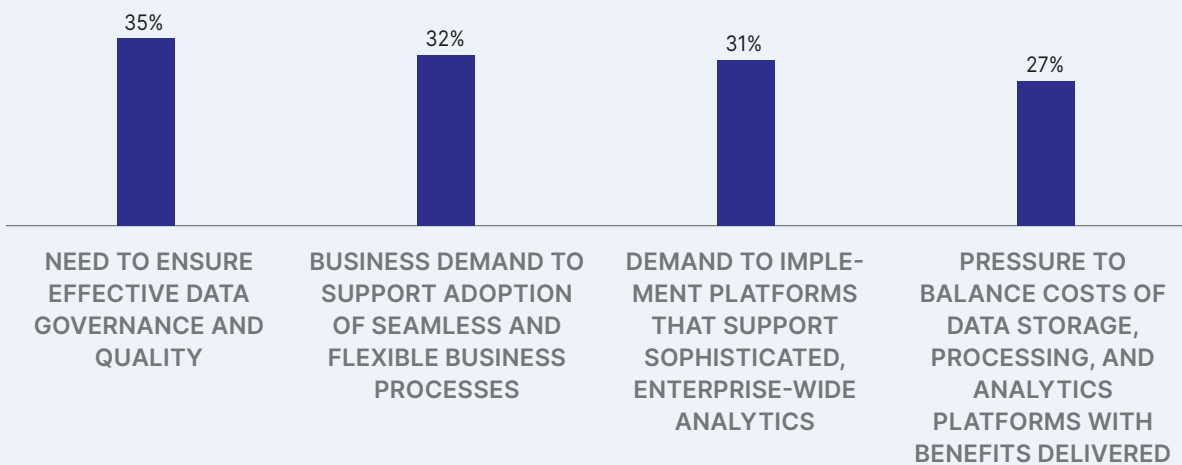 35%
32%
31%
27%
NEED TO ENSURE
EFFECTIVE DATA
GOVERNANCE AND
QUALITY
BUSINESS DEMAND TO
SUPPORT ADOPTION
OF SEAMLESS AND
FLEXIBLE BUSINESS
PROCESSES
DEMAND TO IMPLE-
MENT PLATFORMS
THAT SUPPORT
SOPHISTICATED,
ENTERPRISE-WIDE
ANALYTICS
PRESSURE TO
BALANCE COSTS OF
DATA STORAGE,
PROCESSING, AND
ANALYTICS
PLATFORMS WITH
BENEFITS DELIVERED